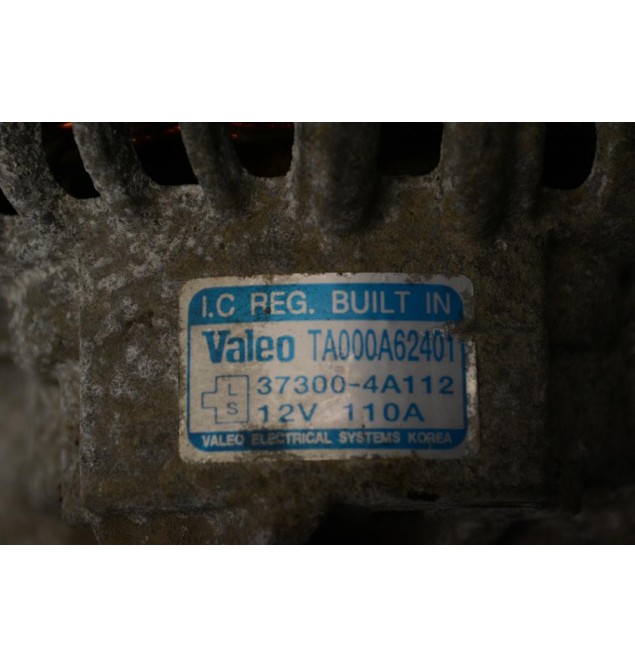 I.C REG. BUILT IN
Valeo TA000A62401
L 37300-4A112
S 12V 110A
VALEO ELECTRICAL SYSTEMS KOREA